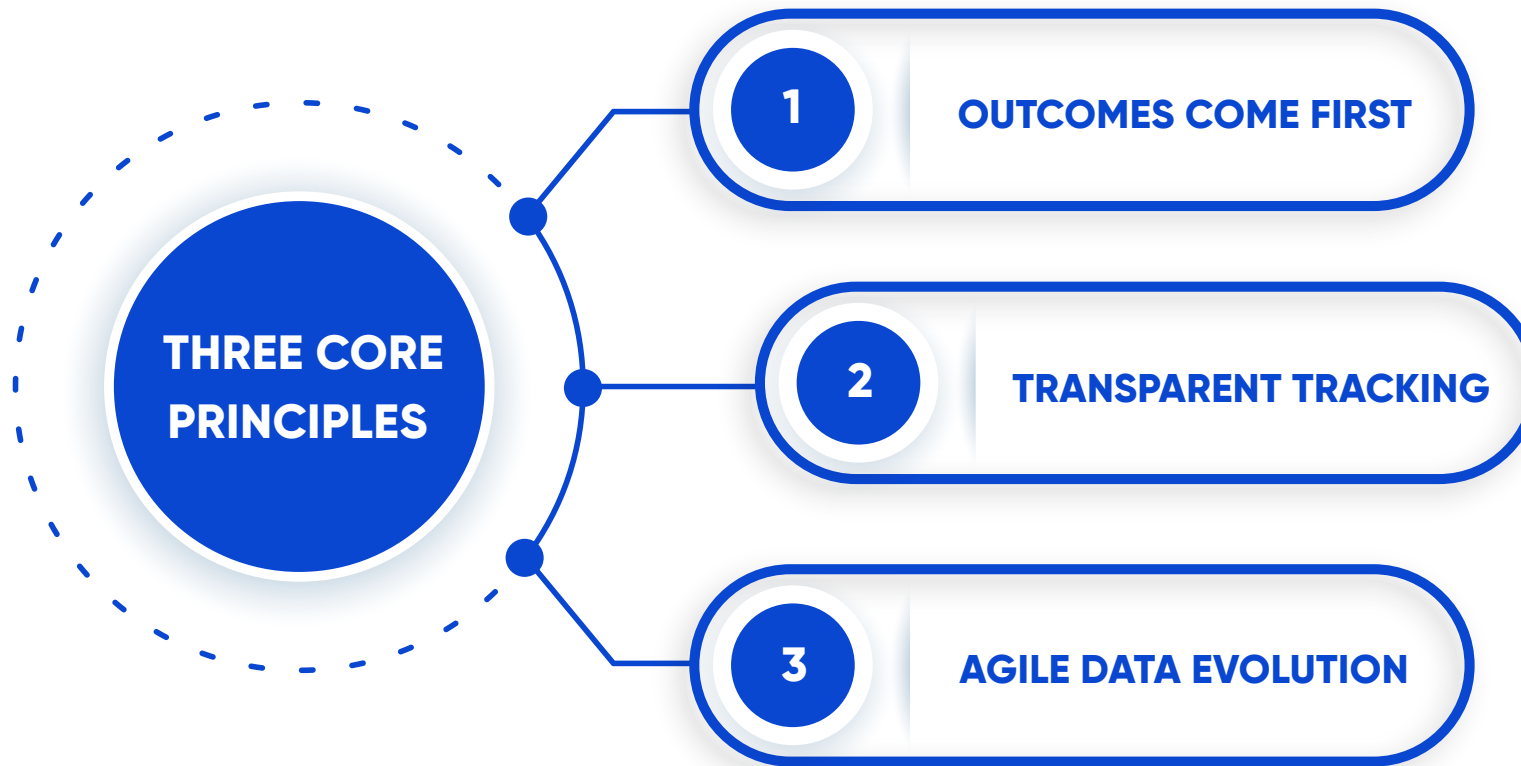 THREE CORE
PRINCIPLES
1
OUTCOMES COME FIRST
2
TRANSPARENT TRACKING
3
AGILE DATA EVOLUTION